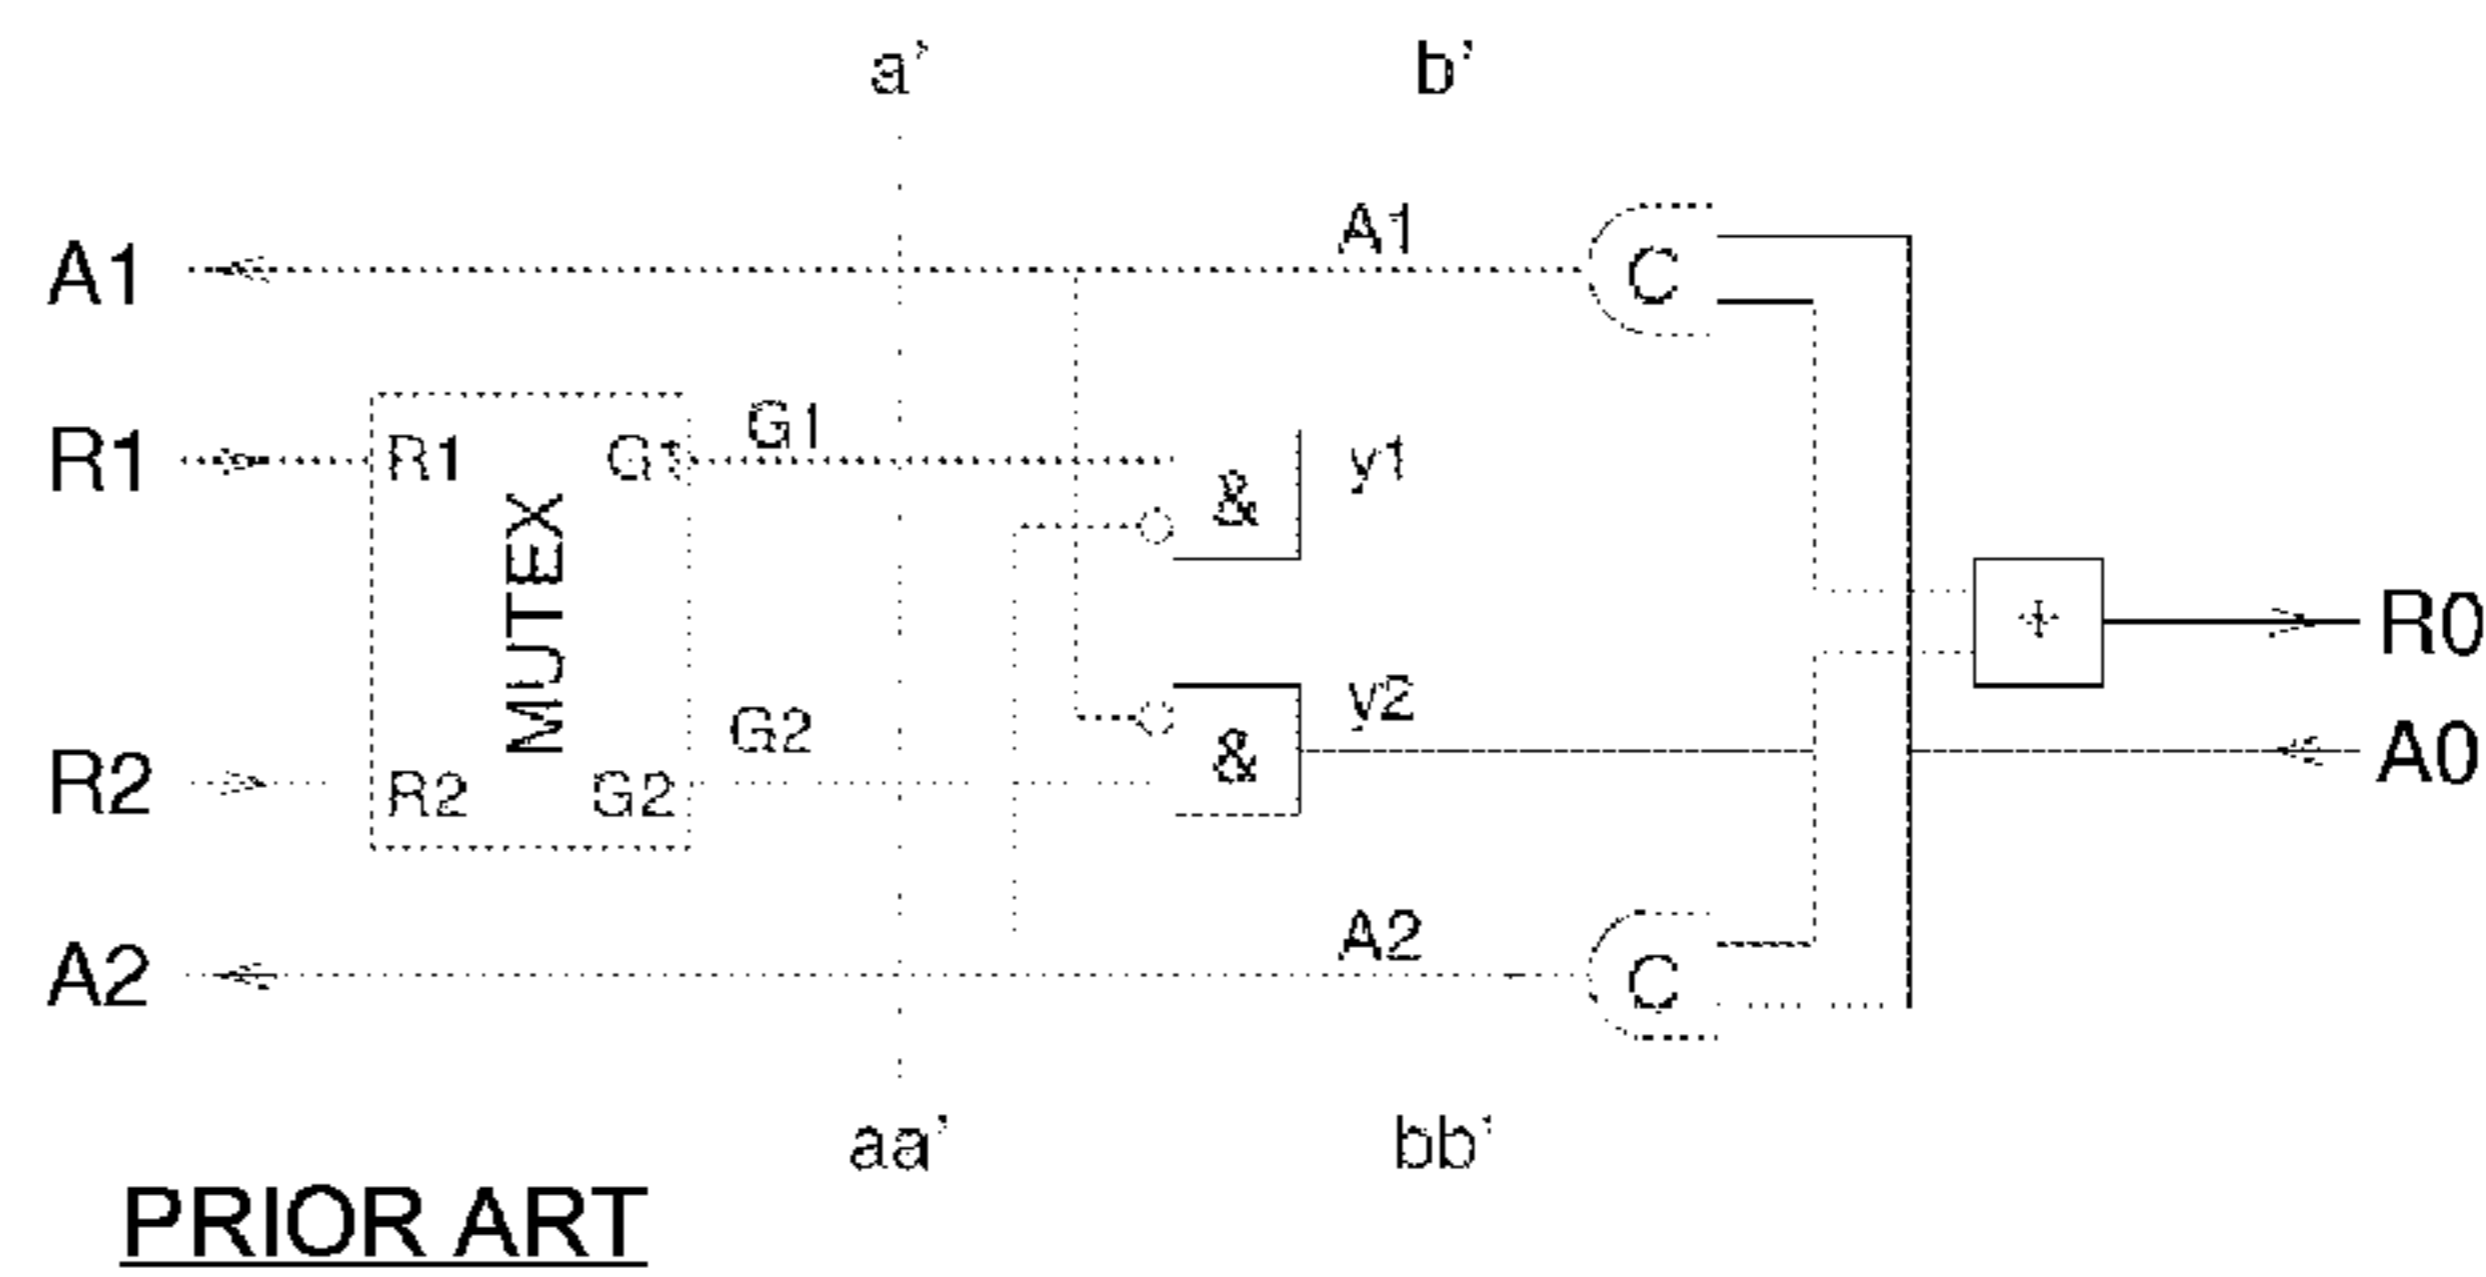 a' b'
A1 A1 C
R1 R1 G1 G1 & y1
MUTEX
+ R0
R2 R2 G2 G2 & y2 A0
A2 A2 C
aa' bb'
PRIOR ART